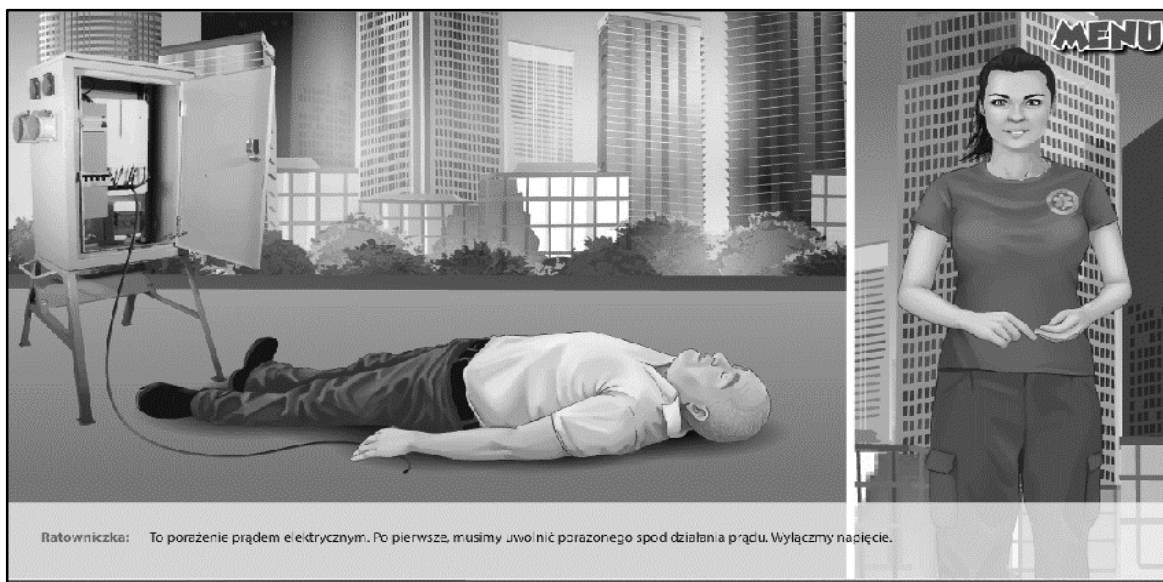 MENU
Ratowniczka: To porażenie prądem elektrycznym. Po pierwsze, musimy uwolnić porażonego spod działania prądu. Wyłączmy napięcie.